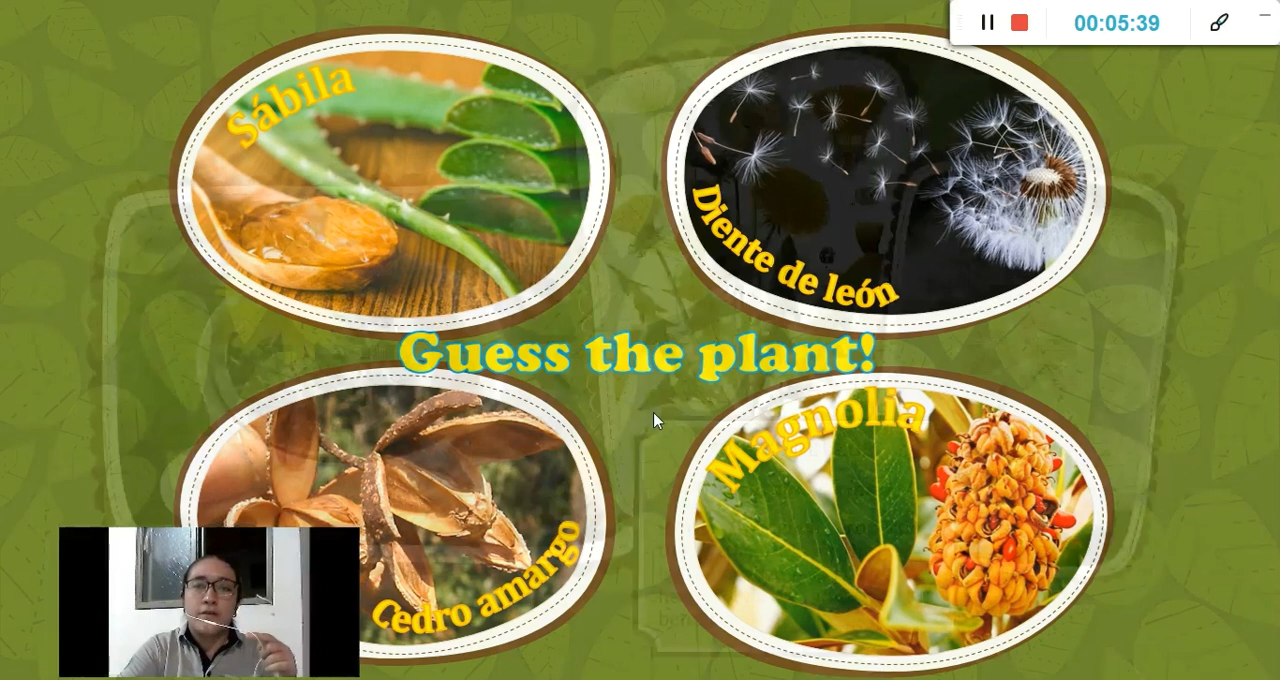 00:05:39
Sábila
Diente de león
Guess the plant!
Cedro amargo
Magnolia